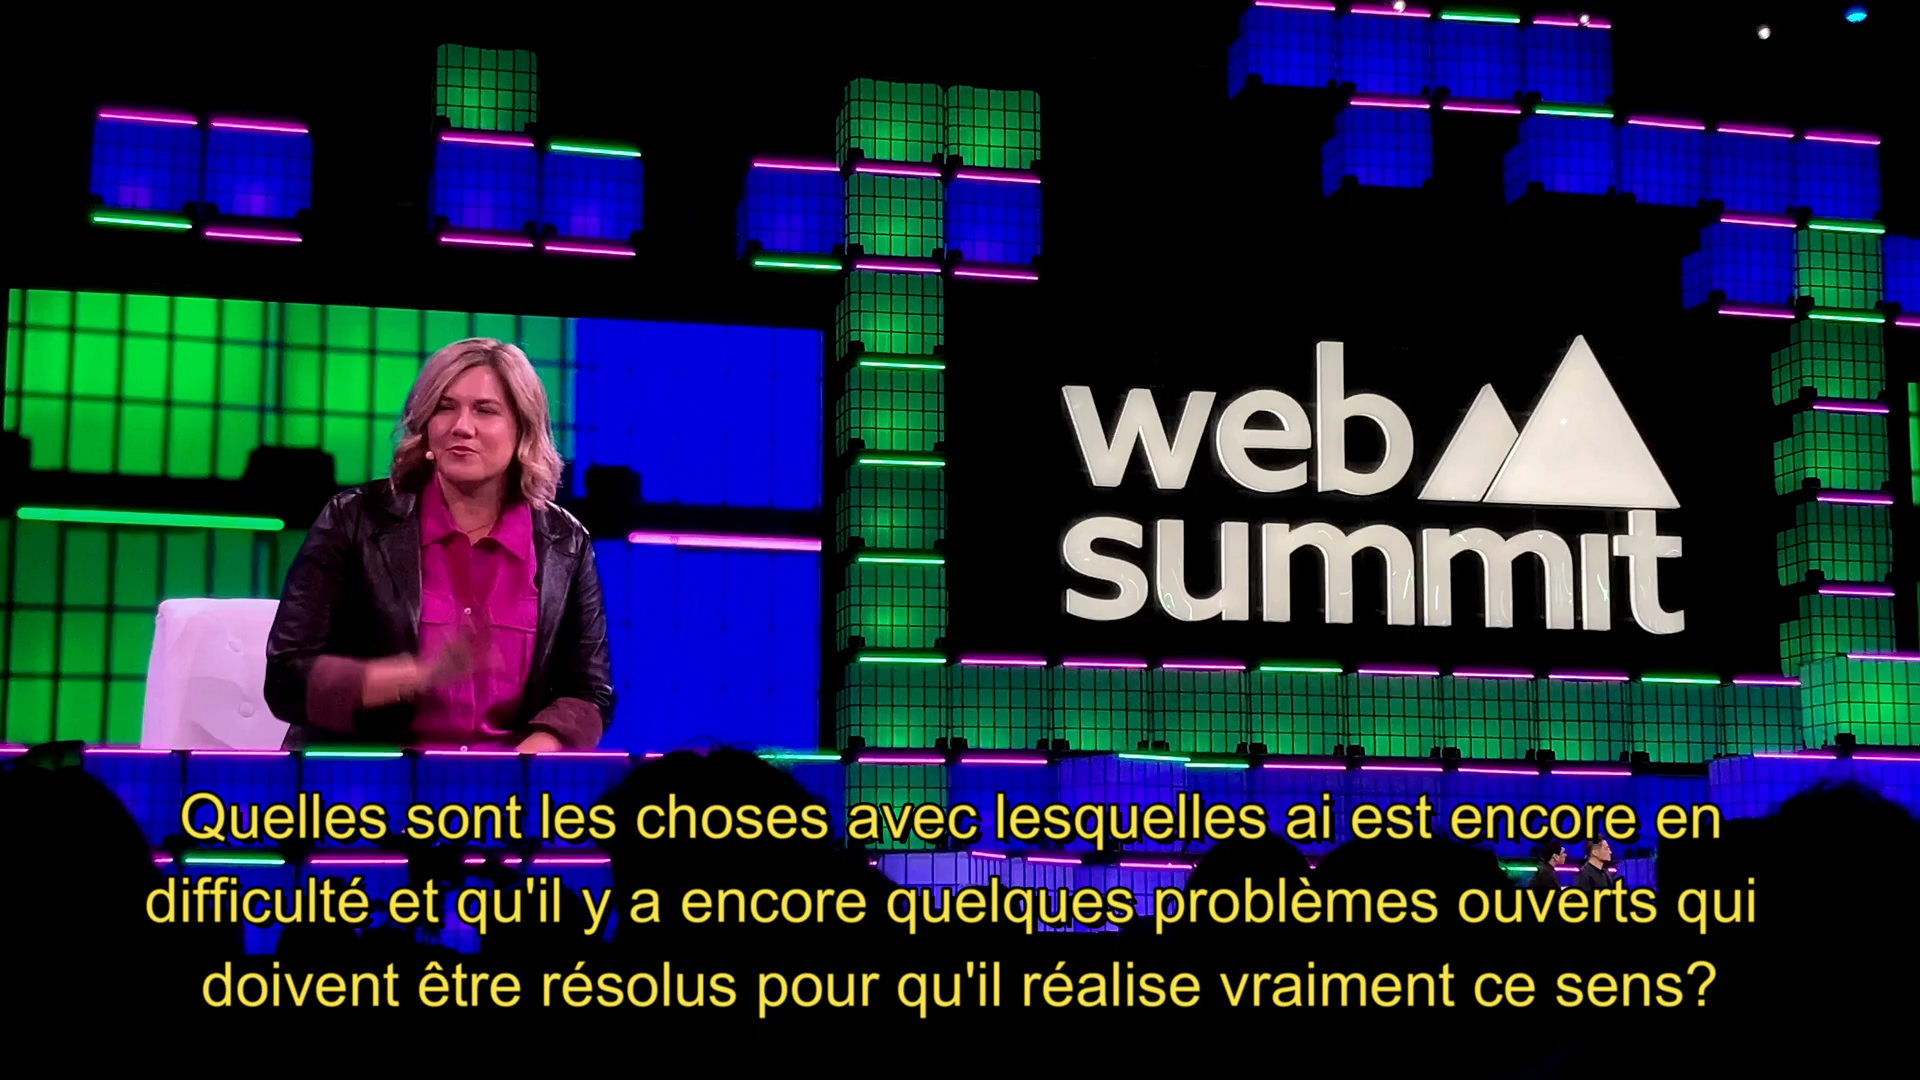 web
summit
Quelles sont les choses avec lesquelles ai est encore en
difficulté et qu'il y a encore quelques problèmes ouverts qui
doivent être résolus pour qu'il réalise vraiment ce sens?